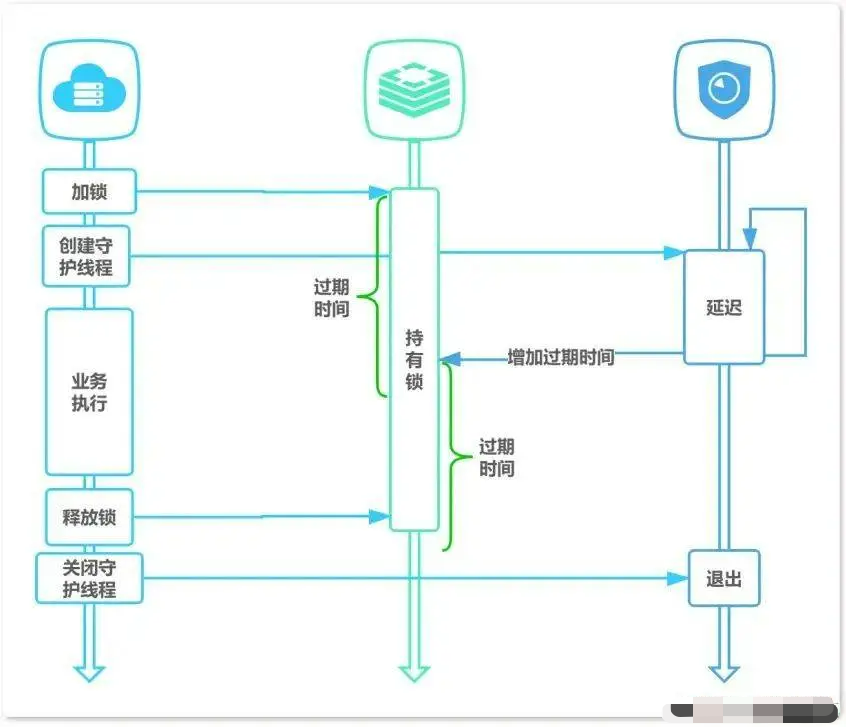 加锁
创建守
护线程
过期
时间
延迟
持
有
锁
增加过期时间
业务
执行
过期
时间
释放锁
关闭守
护线程
退出